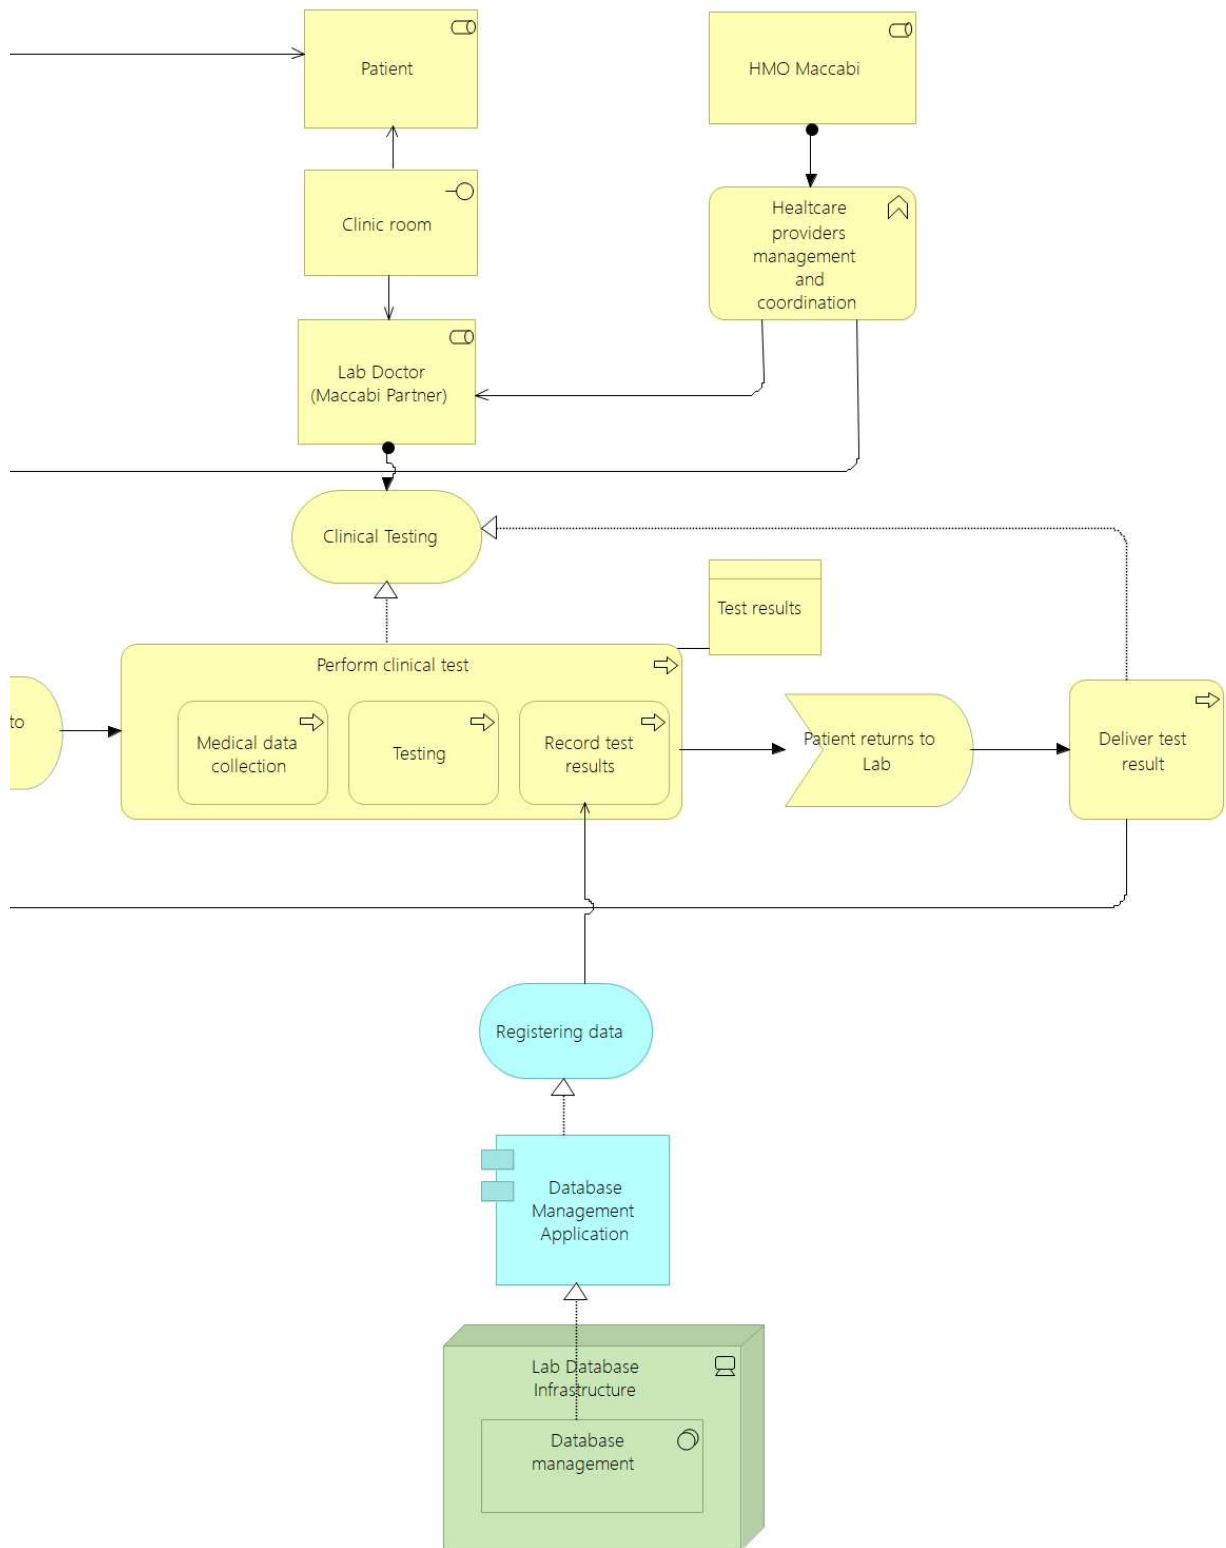 Patient
HMO Maccabi
Clinic room
Healtcare
providers
management
and
coordination
Lab Doctor
(Maccabi Partner)
Clinical Testing
Test results
Perform clinical test
to
Medical data
collection
Testing
Record test
results
Patient returns to
Lab
Deliver test
result
Registering data
Database
Management
Application
Lab Database
Infrastructure
Database
management